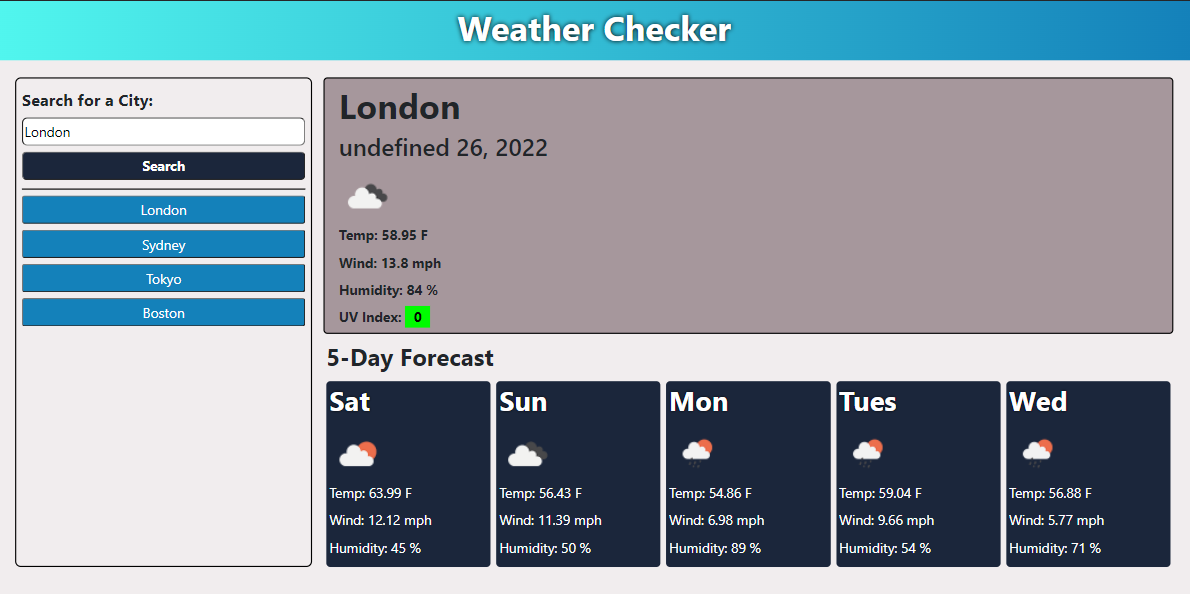 Weather Checker
Search for a City:
London
Search
London
Sydney
Tokyo
Boston
London
undefined 26, 2022
Temp: 58.95 F
Wind: 13.8 mph
Humidity: 84 %
UV Index: 0
5-Day Forecast
Sat
Temp: 63.99 F
Wind: 12.12 mph
Humidity: 45 %
Sun
Temp: 56.43 F
Wind: 11.39 mph
Humidity: 50 %
Mon
Temp: 54.86 F
Wind: 6.98 mph
Humidity: 89 %
Tues
Temp: 59.04 F
Wind: 9.66 mph
Humidity: 54 %
Wed
Temp: 56.88 F
Wind: 5.77 mph
Humidity: 71 %